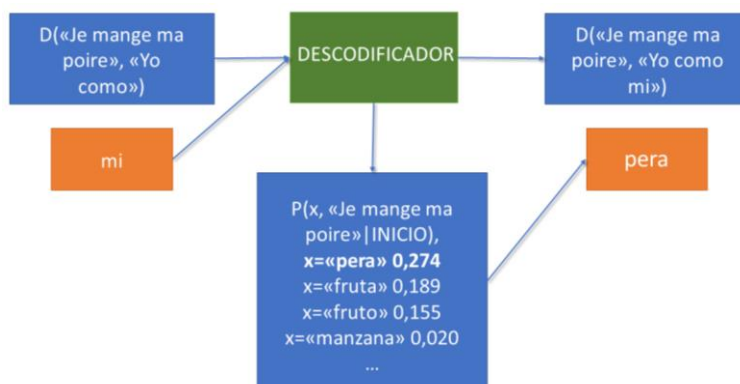 D(«Je mange ma
poire», «Yo
como»)
DESCODIFICADOR
D(«Je mange ma
poire», «Yo como
mi»)
mi
pera
P(x, «Je mange ma
poire»|INICIO),
x=«pera» 0,274
x=«fruta» 0,189
x=«fruto» 0,155
x=«manzana» 0,020
...